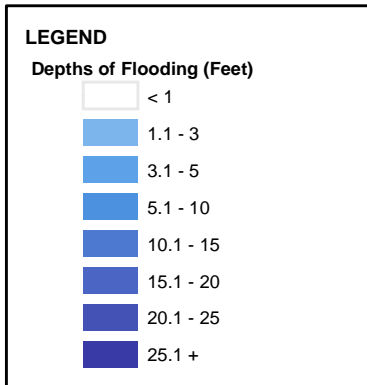 LEGEND
Depths of Flooding (Feet)
< 1
1.1 - 3
3.1 - 5
5.1 - 10
10.1 - 15
15.1 - 20
20.1 - 25
25.1 +